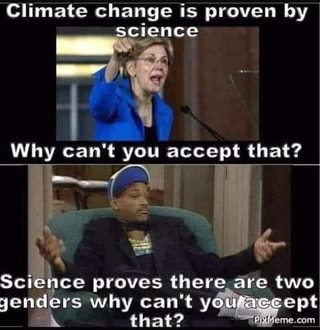 Climate change is proven by
science
Why can't you accept that?
Science proves there are two
genders why can't you accept
that?
PixMeme.com